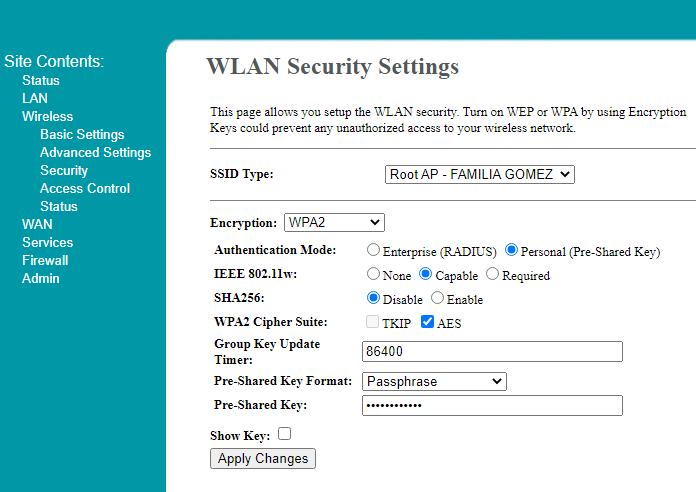 Site Contents:
Status
LAN
Wireless
Basic Settings
Advanced Settings
Security
Access Control
Status
WAN
Services
Firewall
Admin
WLAN Security Settings
This page allows you setup the WLAN security. Turn on WEP or WPA by using Encryption
Keys could prevent any unauthorized access to your wireless network.
SSID Type: Root AP - FAMILIA GOMEZ
Encryption: WPA2
Authentication Mode: Enterprise (RADIUS) Personal (Pre-Shared Key)
IEEE 802.11w: None Capable Required
SHA256: Disable Enable
WPA2 Cipher Suite: TKIP AES
Group Key Update
Timer: 86400
Pre-Shared Key Format: Passphrase
Pre-Shared Key: ••••••••••••
Show Key:
Apply Changes